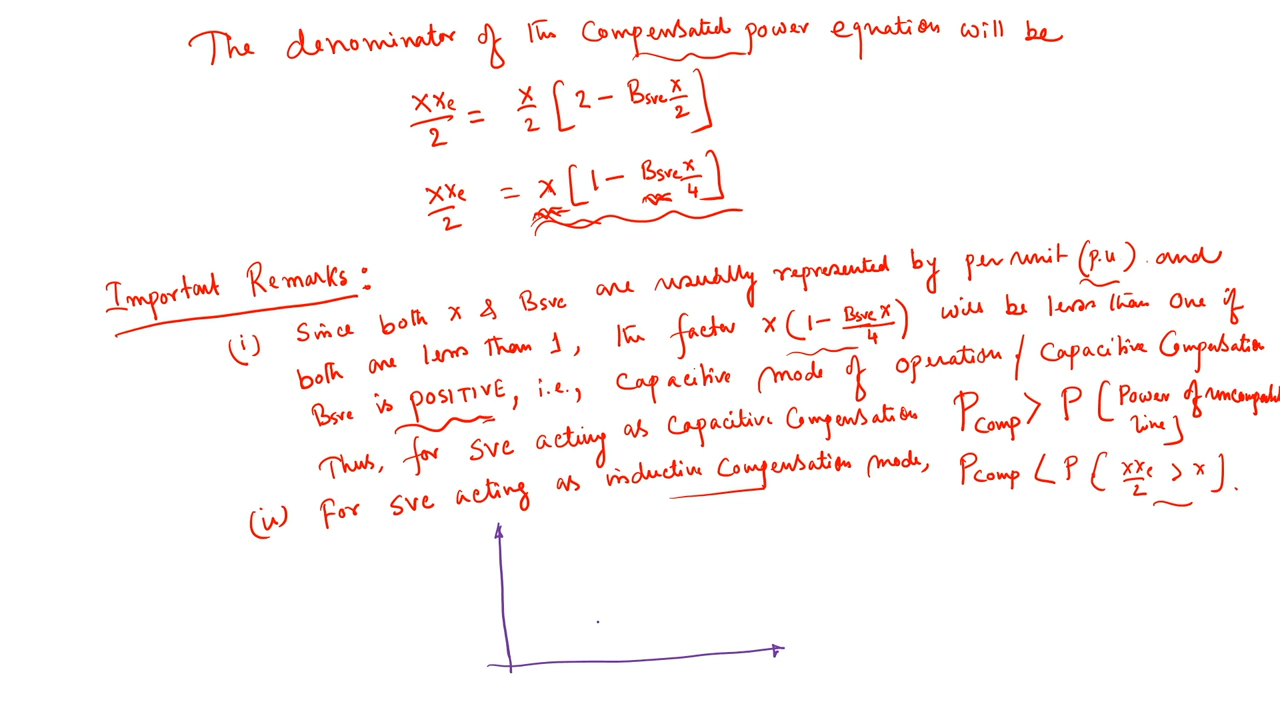 The denominator of the compensated power equation will be
xxe/2 = x/2 [2 - Bsvc x/2]
xxe/2 = x [1 - Bsvc x/4]
Important Remarks:
(i) Since both x & Bsvc are usually represented by per unit (p.u) and
both are less than 1, the factor x (1 - Bsvc x/4) will be less than one if
Bsvc is POSITIVE, i.e., capacitive mode of operation / capacitive compensation
Thus, for svc acting as capacitive compensation Pcomp > P [Power of
line]
(ii) For svc acting as inductive compensation mode, Pcomp < P [xxe/2 > x].